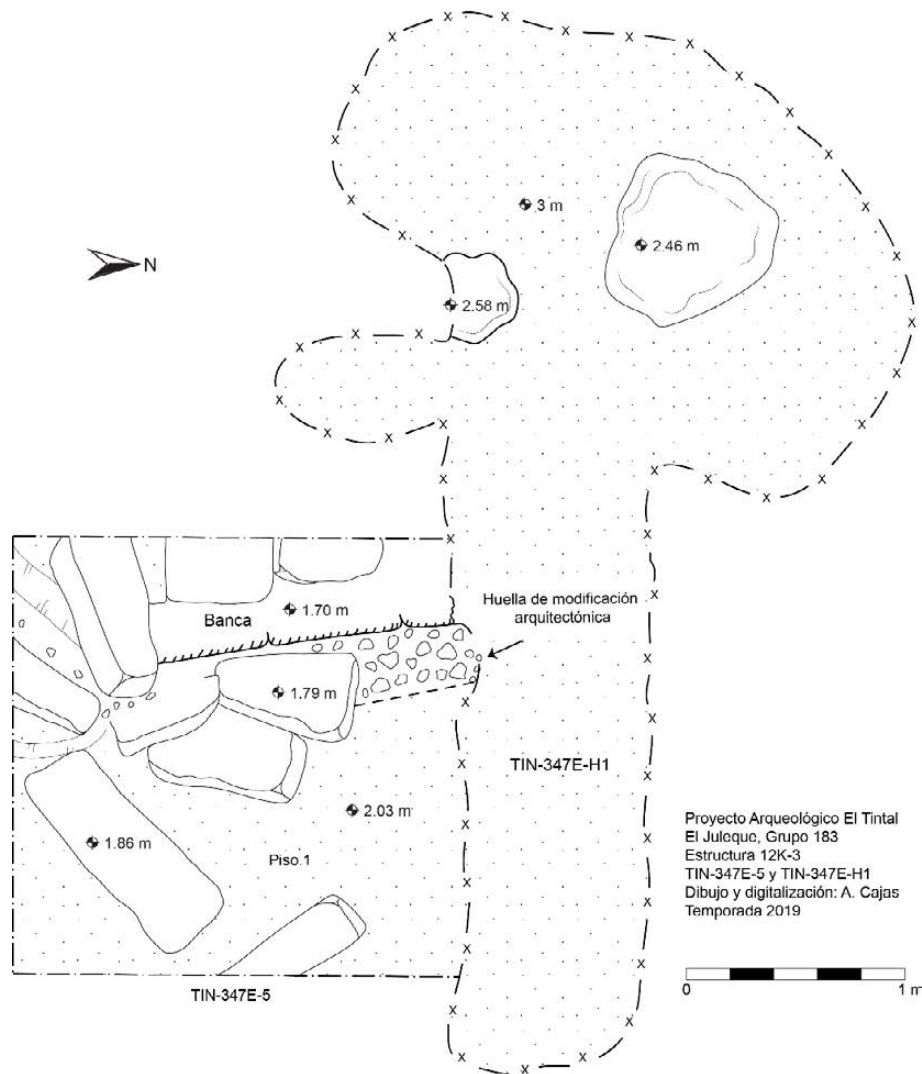 3 m
2.46 m
N
2.58 m
Huella de modificación
arquitectónica
Banca
1.70 m
1.79 m
TIN-347E-H1
2.03 m
1.86 m
Piso.1
Proyecto Arqueológico El Tintal
El Juleque, Grupo 183
Estructura 12K-3
TIN-347E-5 y TIN-347E-H1
Dibujo y digitalización: A. Cajas
Temporada 2019
TIN-347E-5
0 1 m